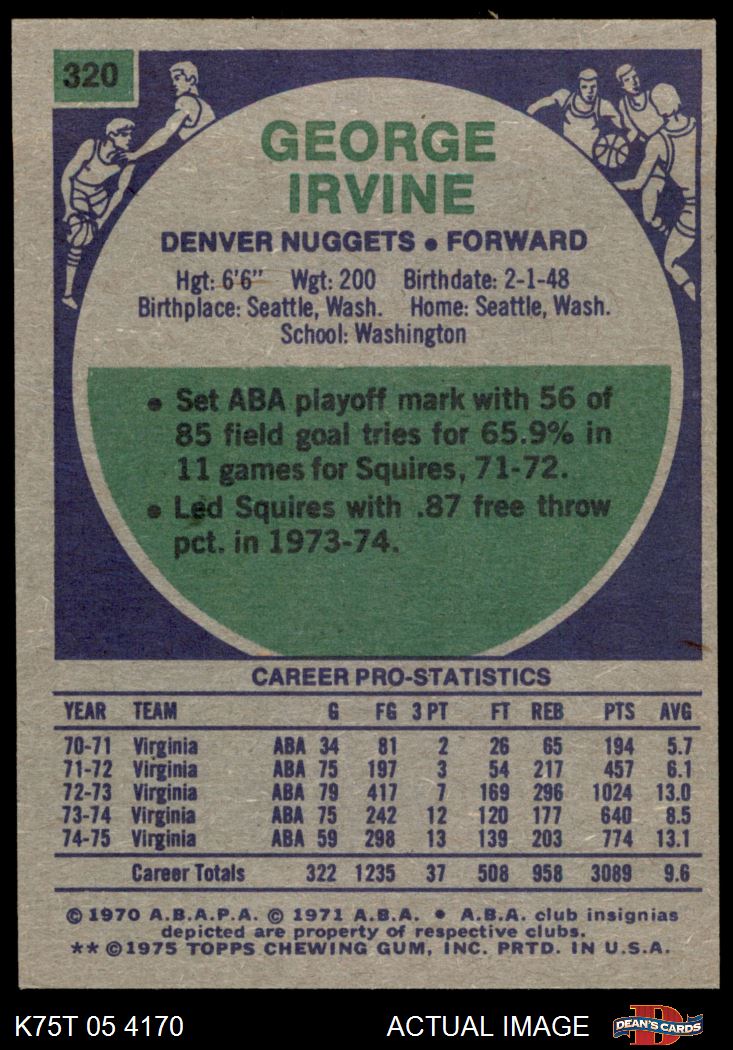 320
GEORGE
IRVINE
DENVER NUGGETS • FORWARD
Hgt: 6'6" Wgt: 200 Birthdate: 2-1-48
Birthplace: Seattle, Wash. Home: Seattle, Wash.
School: Washington
• Set ABA playoff mark with 56 of
85 field goal tries for 65.9% in
11 games for Squires, 71-72.
• Led Squires with .87 free throw
pct. in 1973-74.
CAREER PRO-STATISTICS
YEAR TEAM G FG 3 PT FT REB PTS AVG
70-71 Virginia ABA 34 81 2 26 65 194 5.7
71-72 Virginia ABA 75 197 3 54 217 457 6.1
72-73 Virginia ABA 79 417 7 169 296 1024 13.0
73-74 Virginia ABA 75 242 12 120 177 640 8.5
74-75 Virginia ABA 59 298 13 139 203 774 13.1
Career Totals 322 1235 37 508 958 3089 9.6
© 1970 A.B.A.P.A. © 1971 A.B.A. • A.B.A. club insignias
depicted are property of respective clubs.
** © 1975 TOPPS CHEWING GUM, INC. PRTD. IN U.S.A.
K75T 05 4170 ACTUAL IMAGE D DEAN'S CARDS